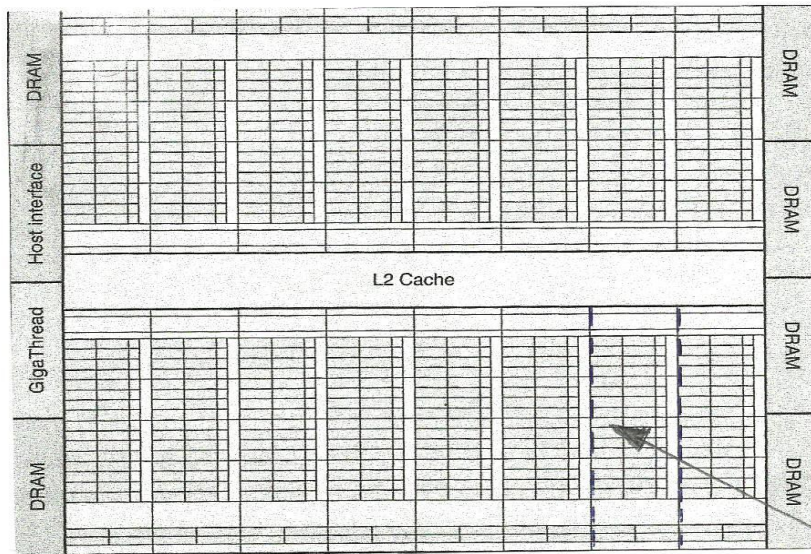 DRAM
Host interface
GigaThread
DRAM
L2 Cache
DRAM
DRAM
DRAM
DRAM